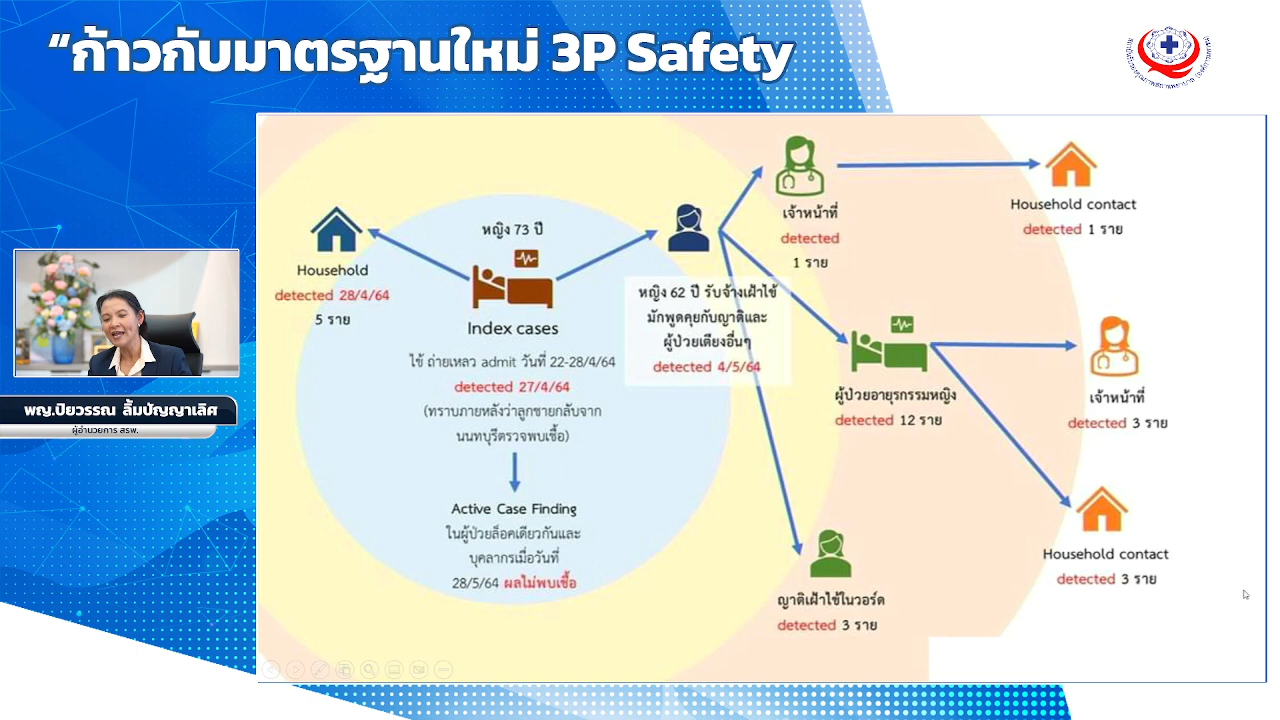 “ก้าวกับมาตรฐานใหม่ 3P Safety
หญิง 73 ปี
Index cases
ไข้ ถ่ายเหลว admit วันที่ 22-28/4/64
detected 27/4/64
(ทราบภายหลังว่าลูกชายกลับจาก
นนทบุรีตรวจพบเชื้อ)
Active Case Finding
ในผู้ป่วยล็อคเดียวกันและ
บุคลากรเมื่อวันที่
28/5/64 ผลไม่พบเชื้อ
Household
detected 28/4/64
5 ราย
หญิง 62 ปี รับจ้างเฝ้าไข้
มักพูดคุยกับญาติและ
ผู้ป่วยเตียงอื่นๆ
detected 4/5/64
เจ้าหน้าที่
detected
1 ราย
Household contact
detected 1 ราย
ผู้ป่วยอายุรกรรมหญิง
detected 12 ราย
เจ้าหน้าที่
detected 3 ราย
Household contact
detected 3 ราย
ญาติเฝ้าไข้ในวอร์ด
detected 3 ราย
พญ.ปิยวรรณ ลิ้มปัญญาเลิศ
ผู้อำนวยการ สรพ.